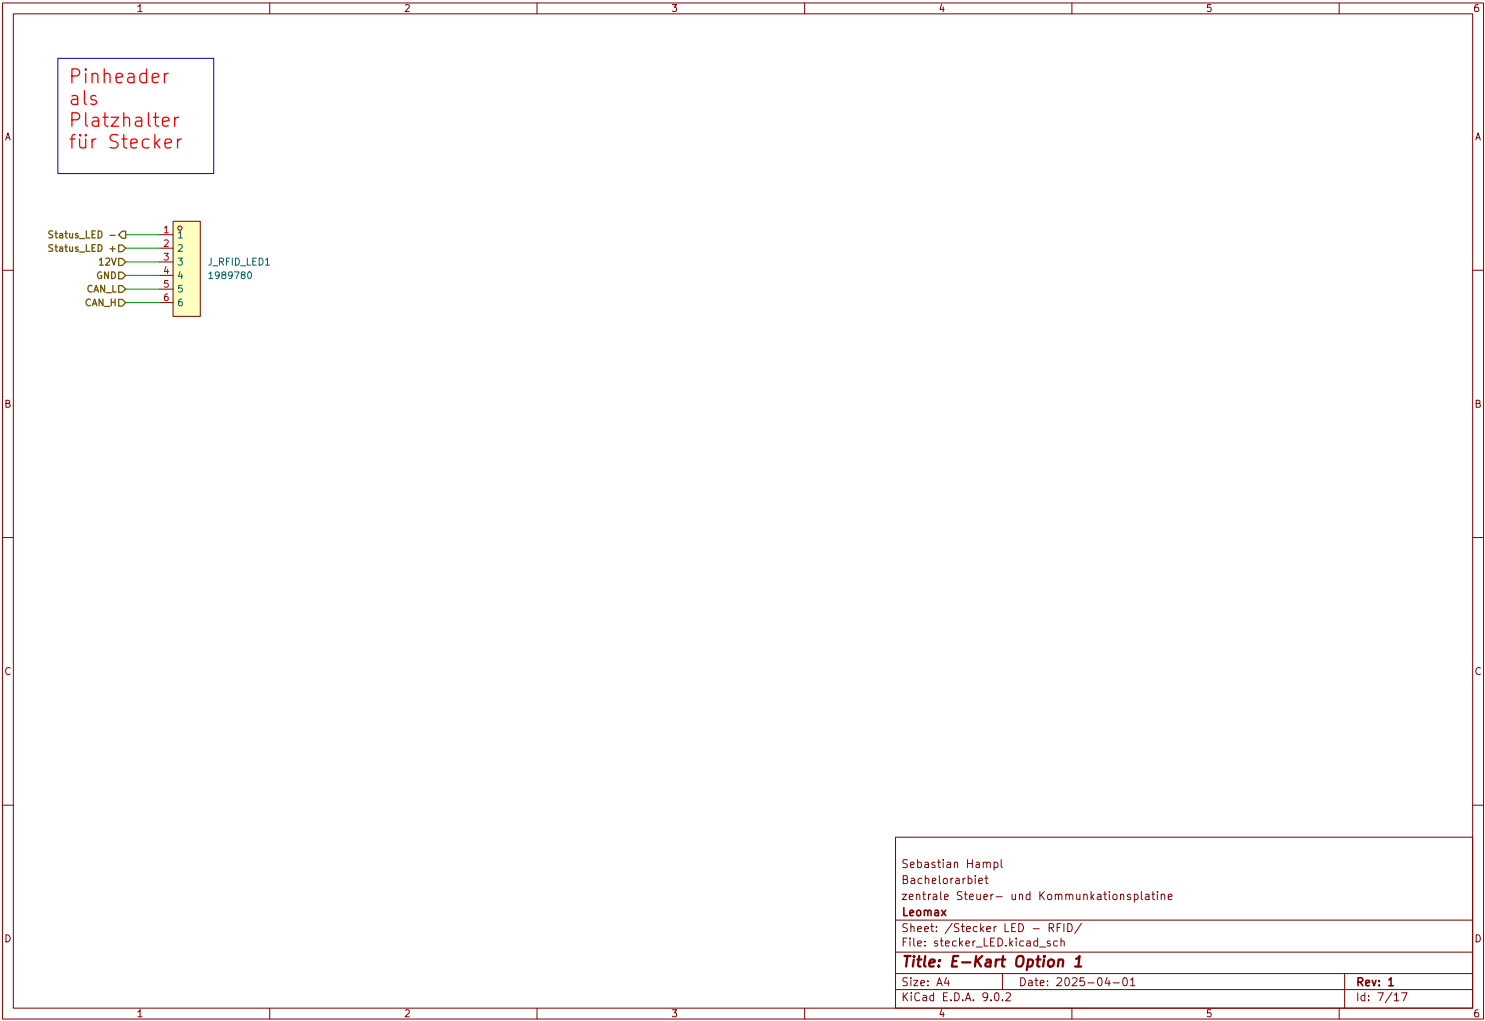 1 2 3 4 5 6
Pinheader
als
Platzhalter
für Stecker
A A
Status_LED - 1 1
Status_LED + 2 2
12V 3 3 J_RFID_LED1
GND 4 4 1989780
CAN_L 5 5
CAN_H 6 6
B B
C C
Sebastian Hampl
Bachelorarbiet
zentrale Steuer- und Kommunkationsplatine
Leomax
Sheet: /Stecker LED - RFID/
D D
File: stecker_LED.kicad_sch
Title: E-Kart Option 1
Size: A4 Date: 2025-04-01 Rev: 1
KiCad E.D.A. 9.0.2 Id: 7/17
1 2 3 4 5 6